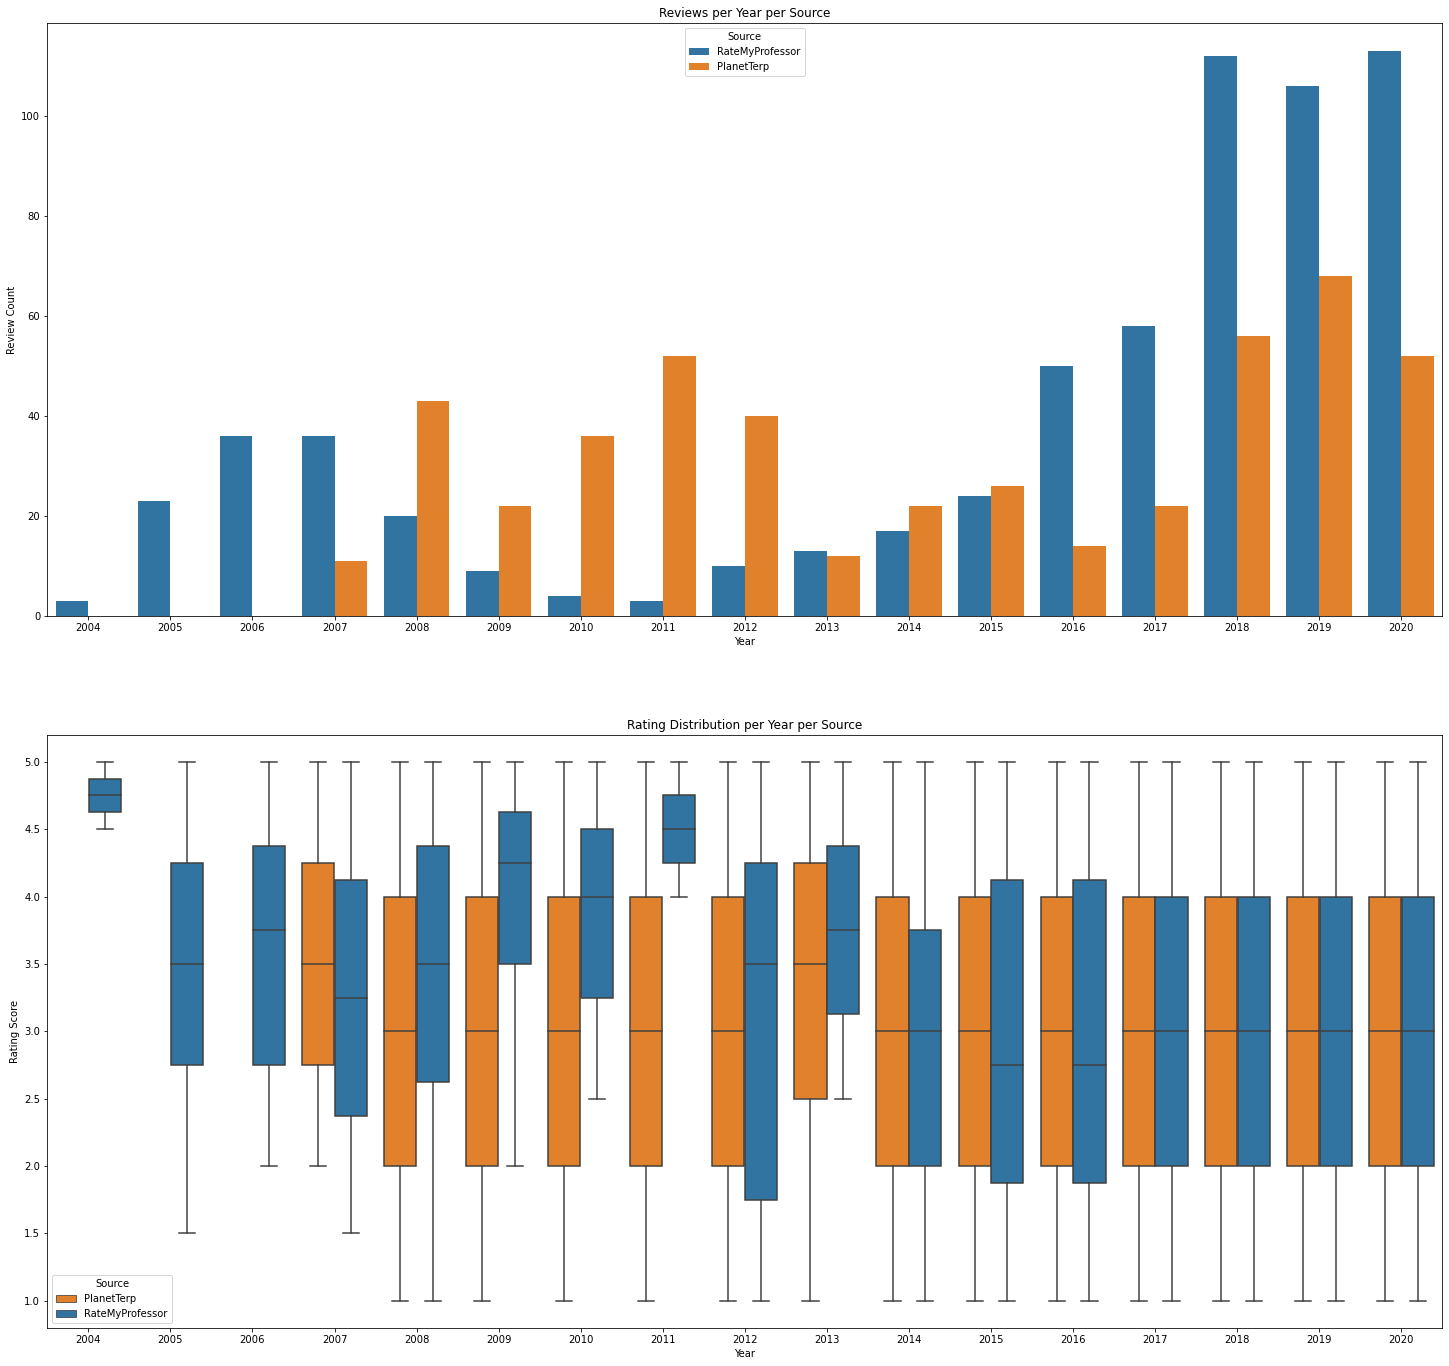 Reviews per Year per Source
Source
RateMyProfessor
PlanetTerp
Review Count
100
80
60
40
20
0
2004 2005 2006 2007 2008 2009 2010 2011 2012 2013 2014 2015 2016 2017 2018 2019 2020
Year
Rating Distribution per Year per Source
Rating Score
5.0
4.5
4.0
3.5
3.0
2.5
2.0
1.5
1.0
Source
PlanetTerp
RateMyProfessor
2004 2005 2006 2007 2008 2009 2010 2011 2012 2013 2014 2015 2016 2017 2018 2019 2020
Year